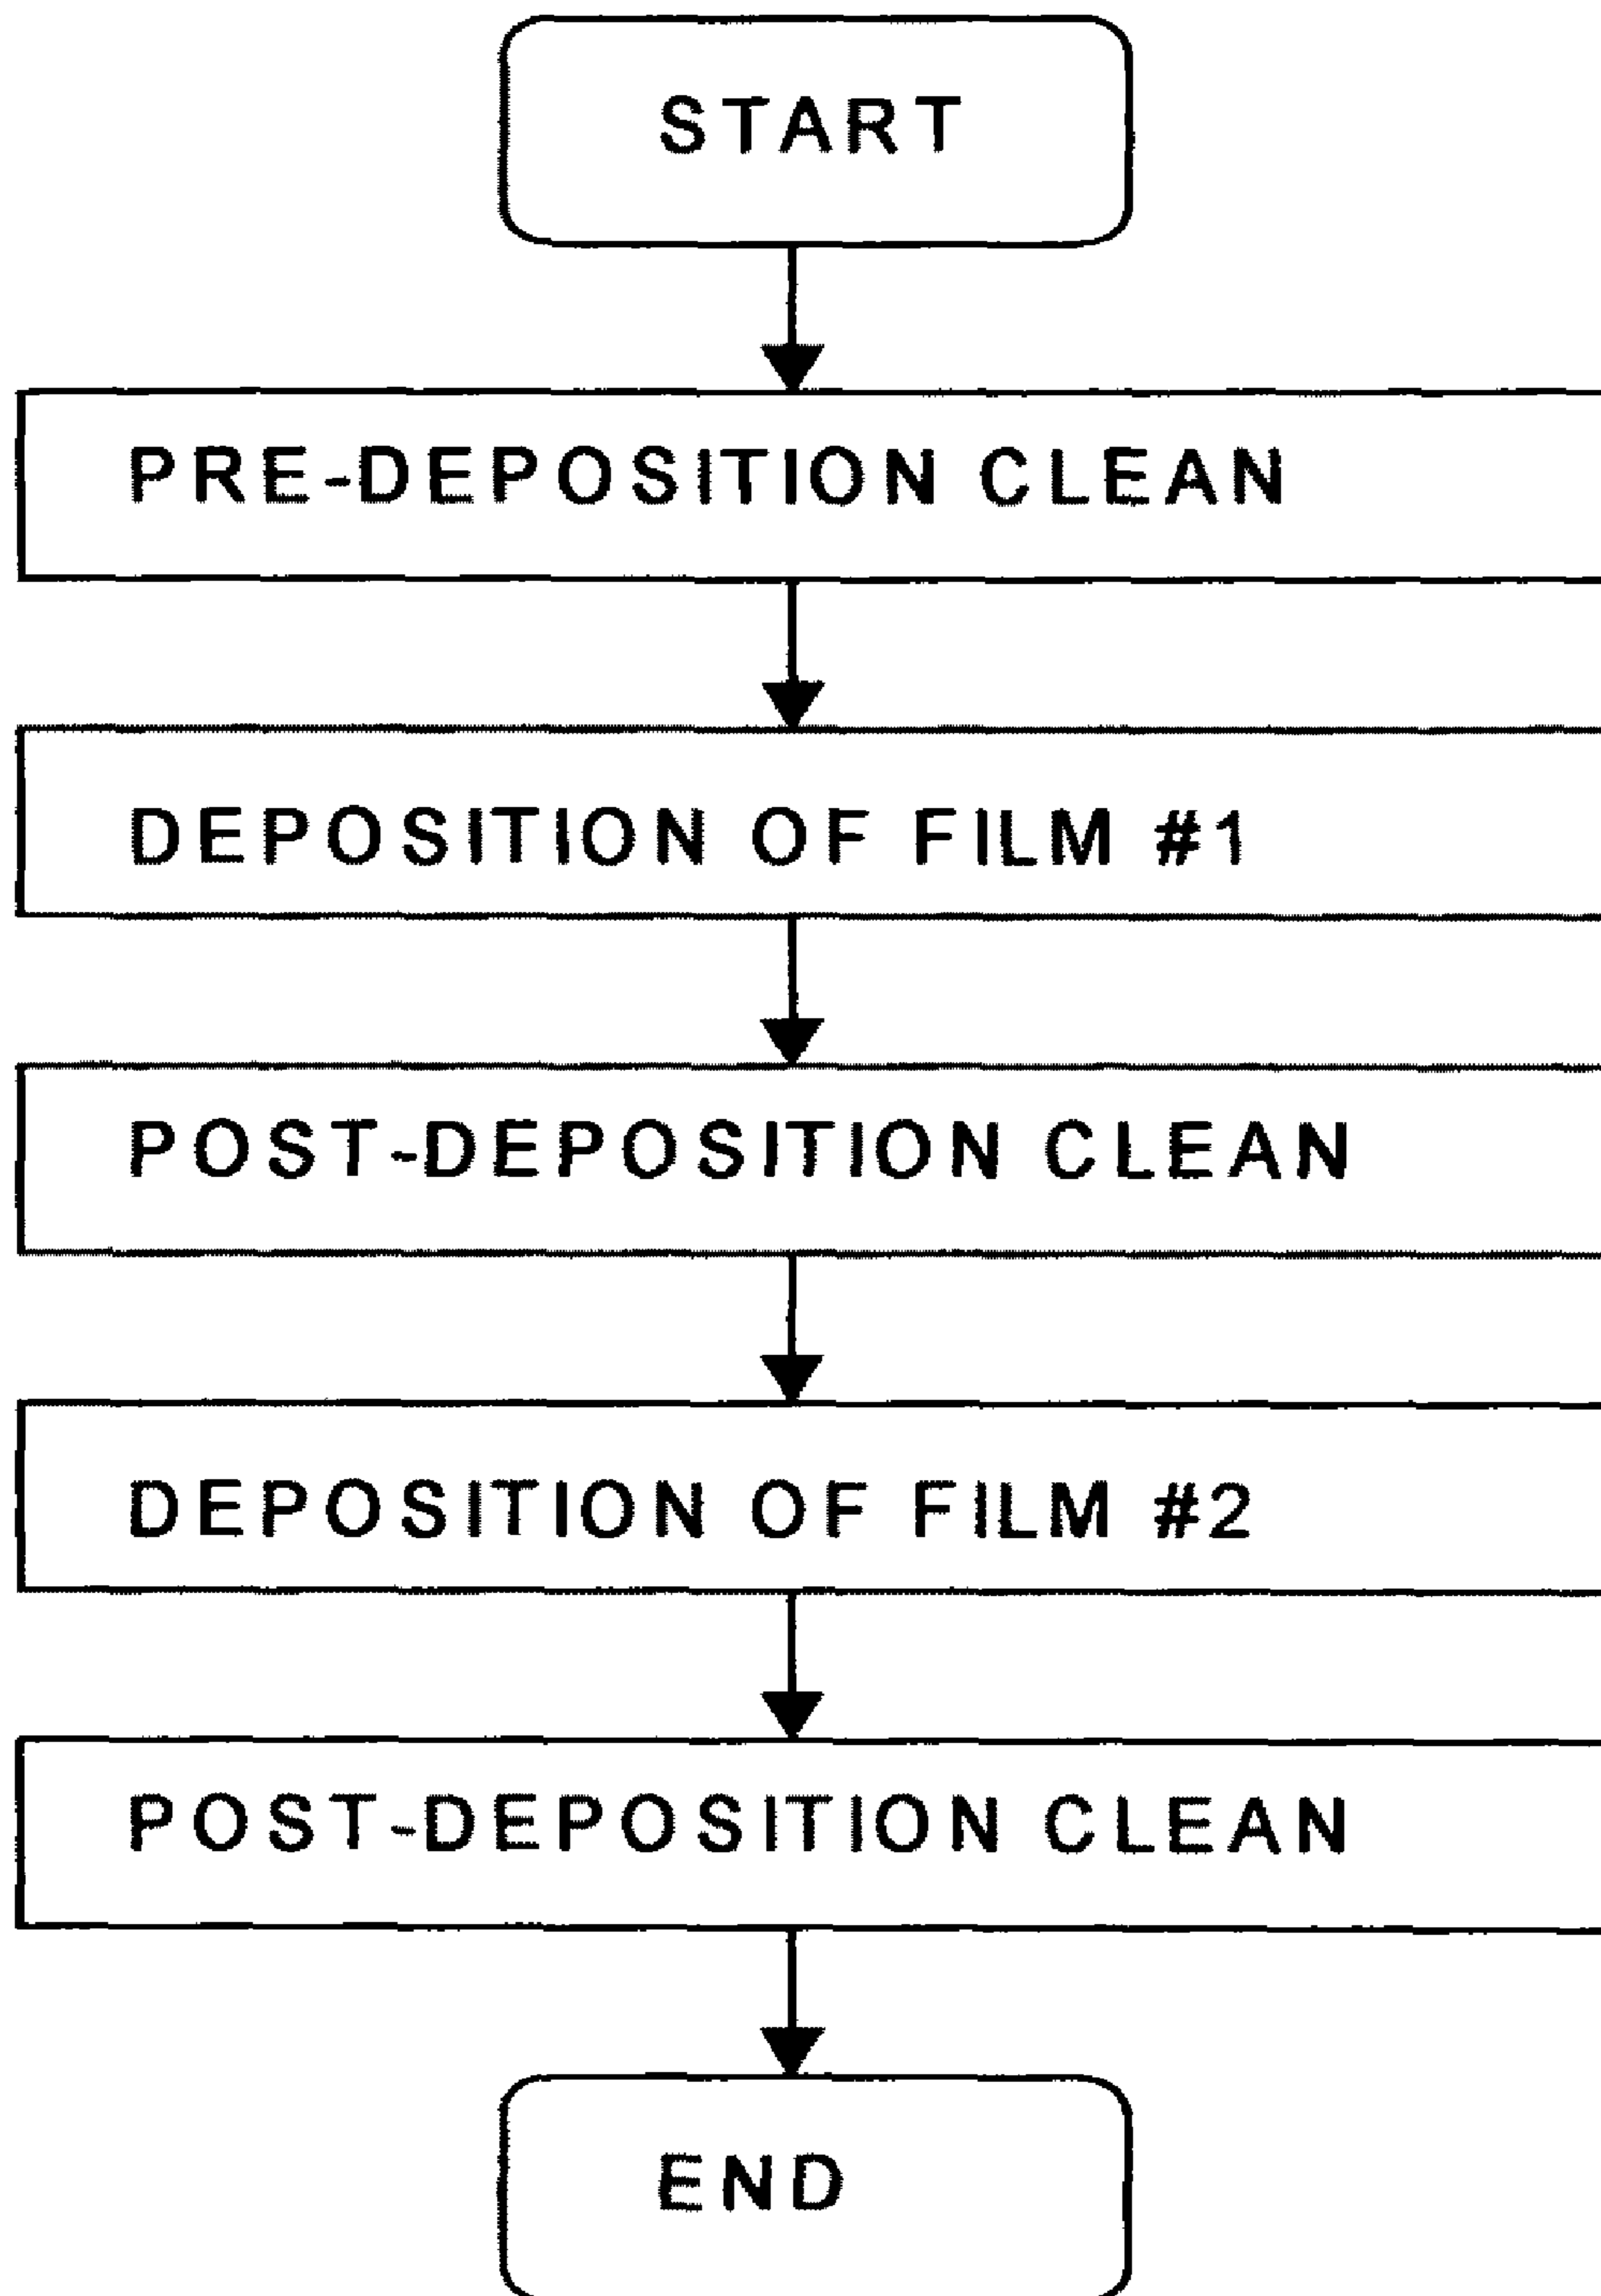 START
PRE-DEPOSITION CLEAN
DEPOSITION OF FILM #1
POST-DEPOSITION CLEAN
DEPOSITION OF FILM #2
POST-DEPOSITION CLEAN
END